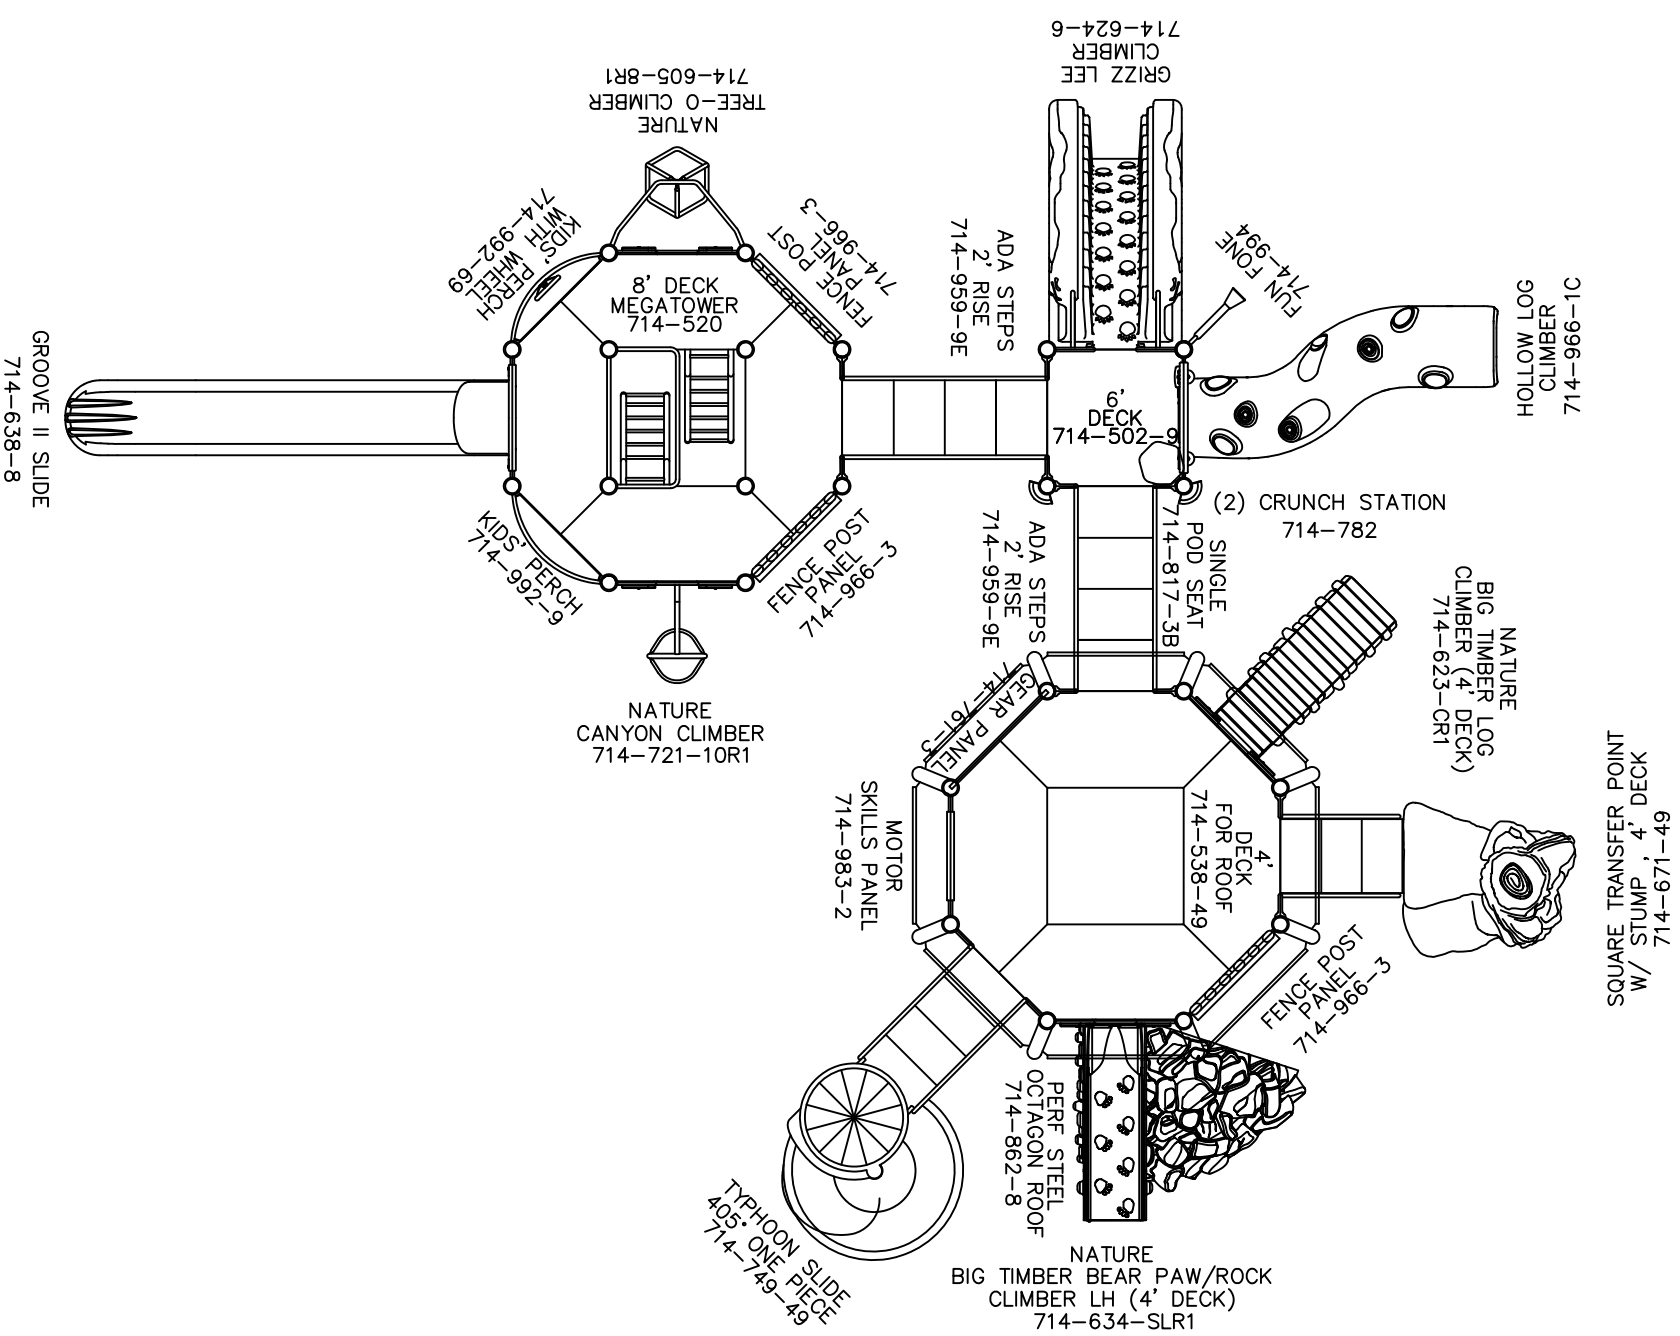 GRIZZ LEE
CLIMBER
714-624-6
NATURE
TREE-O CLIMBER
714-605-8R1
KIDS' PERCH
WITH WHEEL
714-992-69
FENCE POST
PANEL
714-966-3
8' DECK
MEGATOWER
714-520
ADA STEPS
2' RISE
714-959-9E
FUN FONE
714-994
HOLLOW LOG
CLIMBER
714-966-1C
GROOVE II SLIDE
714-638-8
6'
DECK
714-502-9
(2) CRUNCH STATION
714-782
KIDS' PERCH
714-992-9
FENCE POST
PANEL
714-966-3
ADA STEPS
2' RISE
714-959-9E
SINGLE
POD SEAT
714-817-3B
NATURE
BIG TIMBER LOG
CLIMBER (4' DECK)
714-623-CR1
NATURE
CANYON CLIMBER
714-721-10R1
GEAR PANEL
714-761-3
SQUARE TRANSFER POINT
W/ STUMP , 4' DECK
714-671-49
MOTOR
SKILLS PANEL
714-983-2
4'
DECK
FOR ROOF
714-538-49
FENCE POST
PANEL
714-966-3
PERF STEEL
OCTAGON ROOF
714-862-8
TYPHOON SLIDE
405° ONE PIECE
714-749-49
NATURE
BIG TIMBER BEAR PAW/ROCK
CLIMBER LH (4' DECK)
714-634-SLR1